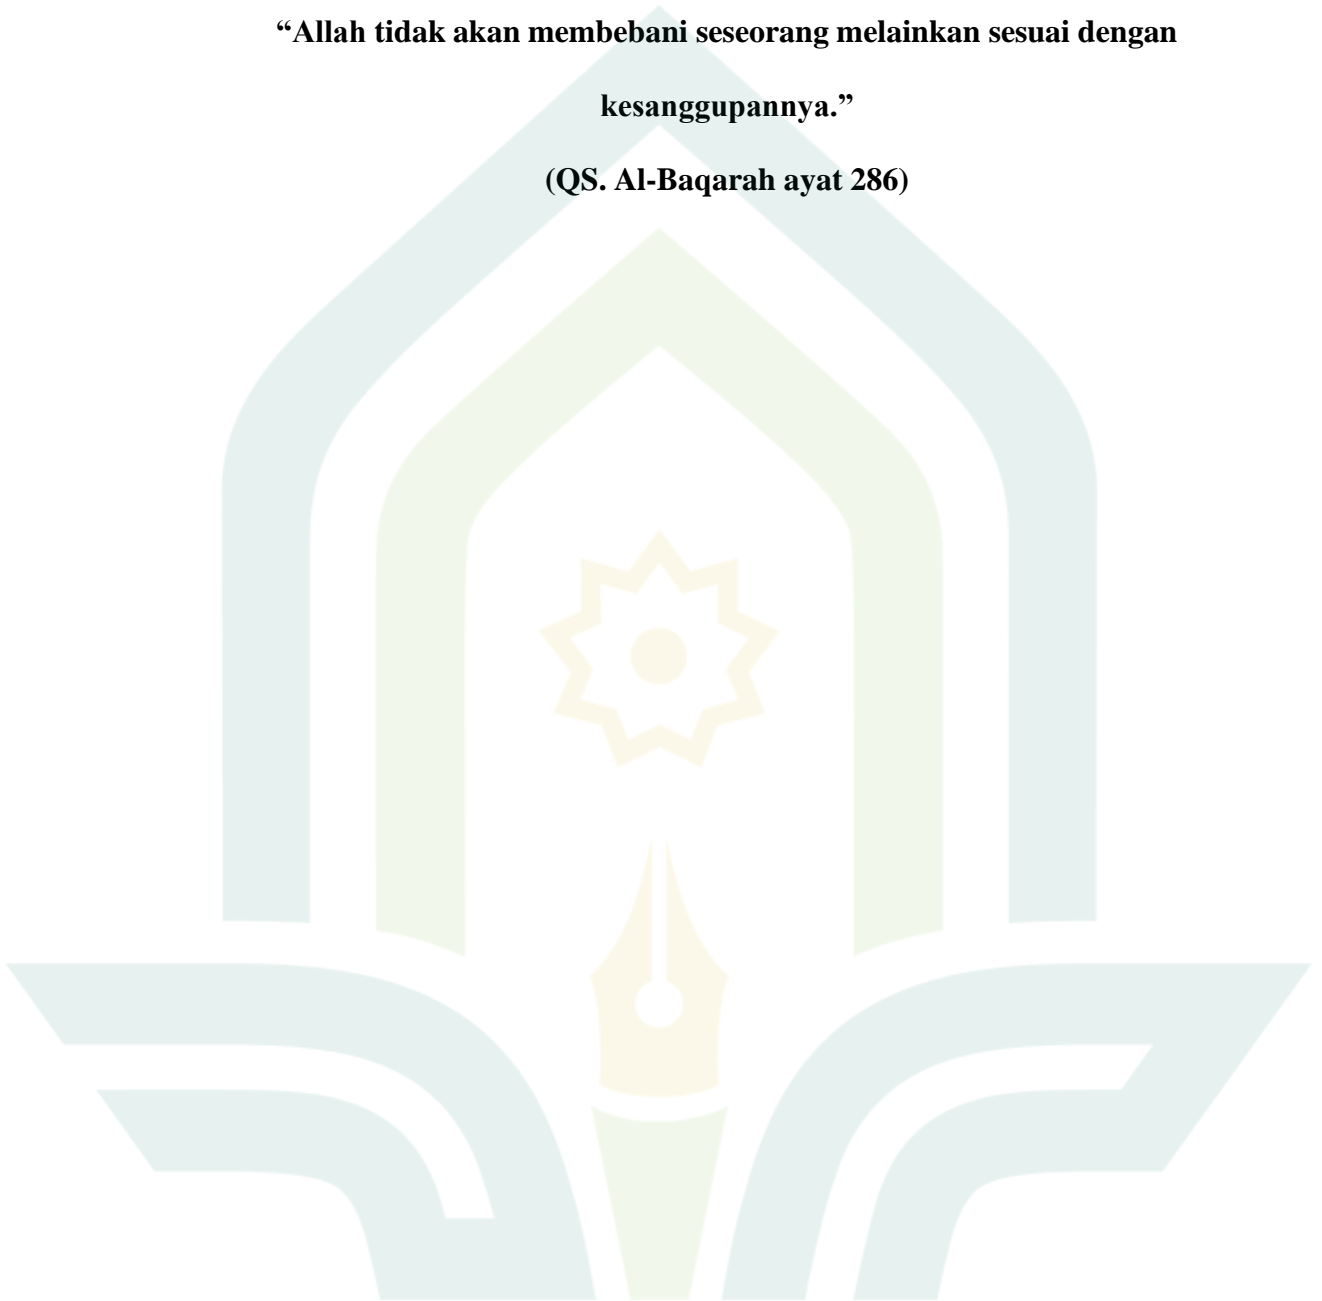 “Allah tidak akan membebani seseorang melainkan sesuai dengan
kesanggupannya.”
(QS. Al-Baqarah ayat 286)